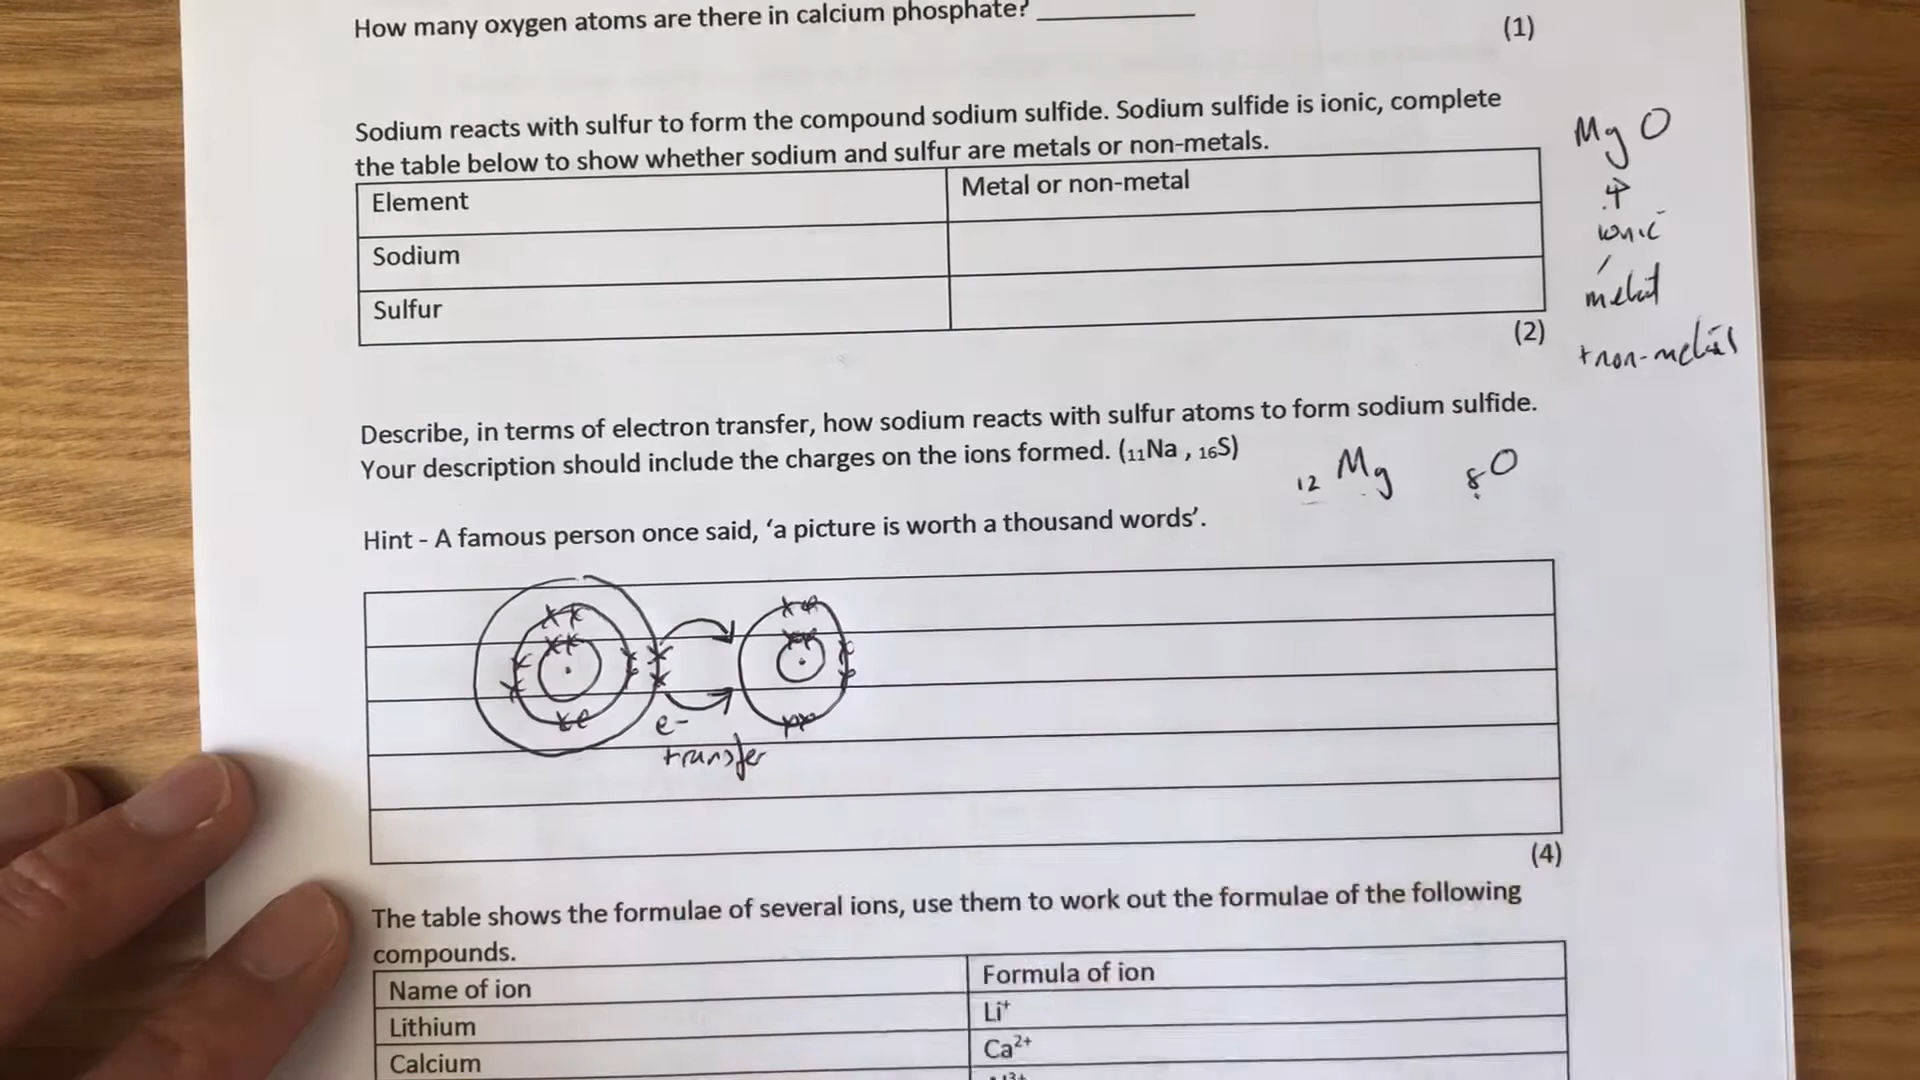 How many oxygen atoms are there in calcium phosphate? __________
(1)
Sodium reacts with sulfur to form the compound sodium sulfide. Sodium sulfide is ionic, complete
the table below to show whether sodium and sulfur are metals or non-metals.
Element Metal or non-metal
Sodium
Sulfur
(2)
Mg O
ionic
metal
+ non-metal
Describe, in terms of electron transfer, how sodium reacts with sulfur atoms to form sodium sulfide.
Your description should include the charges on the ions formed. (₁₁Na , ₁₆S)
₁₂ Mg ₈O
Hint - A famous person once said, ‘a picture is worth a thousand words’.
e-
transfer
(4)
The table shows the formulae of several ions, use them to work out the formulae of the following
compounds.
Name of ion Formula of ion
Lithium Li⁺
Calcium Ca²⁺